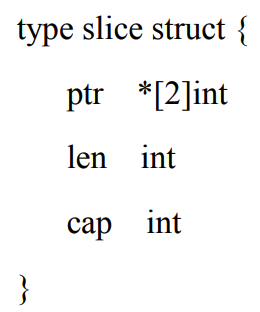 type slice struct {
ptr *[2]int
len int
cap int
}